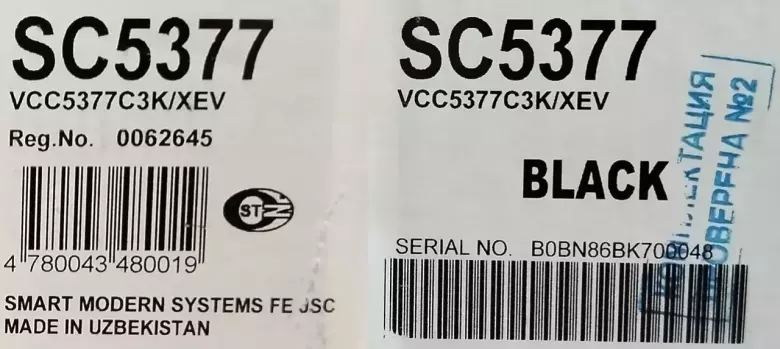 SC5377
VCC5377C3K/XEV
Reg.No. 0062645
ST
4 780043 480019
SMART MODERN SYSTEMS FE JSC
MADE IN UZBEKISTAN
SC5377
VCC5377C3K/XEV
BLACK
SERIAL NO. B0BN86BK700048
КОМПЛЕКТАЦИЯ
ПРОВЕРЕНА №2